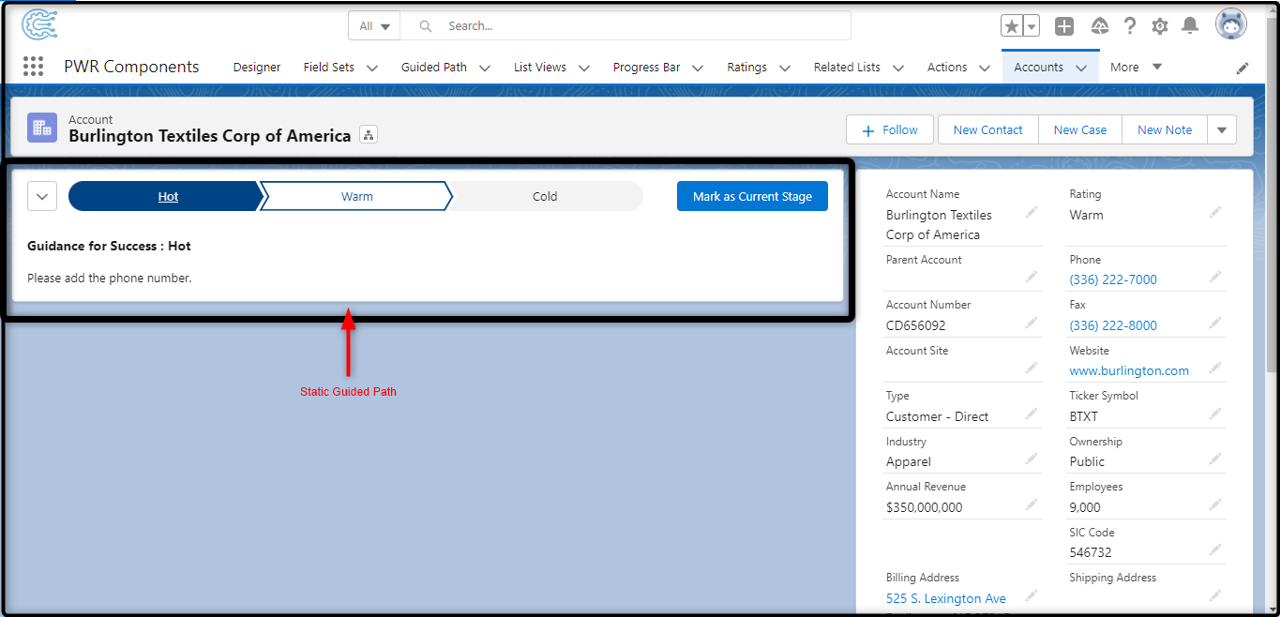 All
Search...
PWR Components
Designer
Field Sets
Guided Path
List Views
Progress Bar
Ratings
Related Lists
Actions
Accounts
More
Account
Burlington Textiles Corp of America
Follow
New Contact
New Case
New Note
Hot
Warm
Cold
Mark as Current Stage
Guidance for Success : Hot
Please add the phone number.
Static Guided Path
Account Name
Burlington Textiles
Corp of America
Rating
Warm
Parent Account
Phone
(336) 222-7000
Account Number
CD656092
Fax
(336) 222-8000
Account Site
Website
www.burlington.com
Type
Customer - Direct
Ticker Symbol
BTXT
Industry
Apparel
Ownership
Public
Annual Revenue
$350,000,000
Employees
9,000
SIC Code
546732
Billing Address
525 S. Lexington Ave
Shipping Address